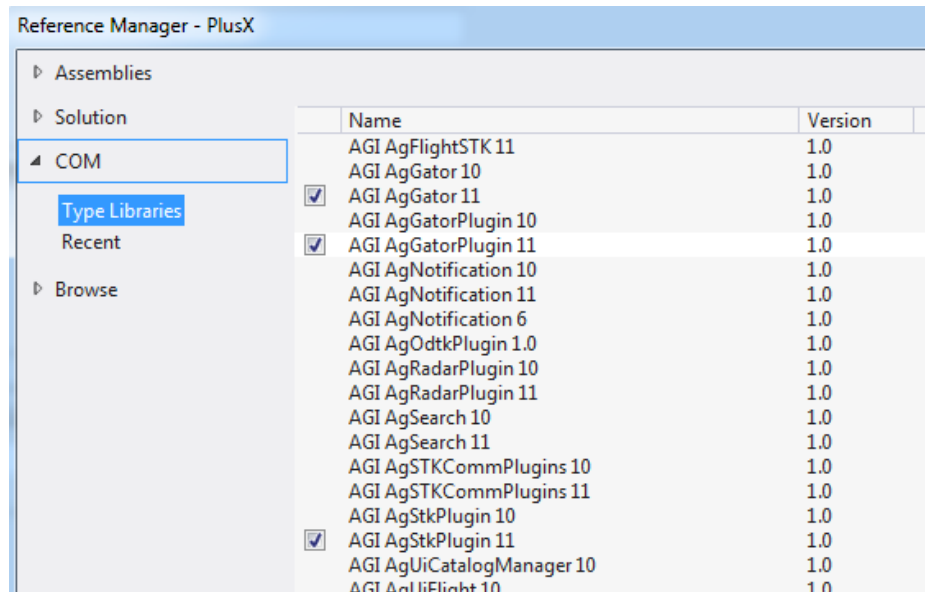 Reference Manager - PlusX
Assemblies
Solution
COM
Type Libraries
Recent
Browse
Name Version
AGI AgFlightSTK 11 1.0
AGI AgGator 10 1.0
AGI AgGator 11 1.0
AGI AgGatorPlugin 10 1.0
AGI AgGatorPlugin 11 1.0
AGI AgNotification 10 1.0
AGI AgNotification 11 1.0
AGI AgNotification 6 1.0
AGI AgOdtkPlugin 1.0 1.0
AGI AgRadarPlugin 10 1.0
AGI AgRadarPlugin 11 1.0
AGI AgSearch 10 1.0
AGI AgSearch 11 1.0
AGI AgSTKCommPlugins 10 1.0
AGI AgSTKCommPlugins 11 1.0
AGI AgStkPlugin 10 1.0
AGI AgStkPlugin 11 1.0
AGI AgUiCatalogManager 10 1.0
AGI AgUiFlight 10 1.0